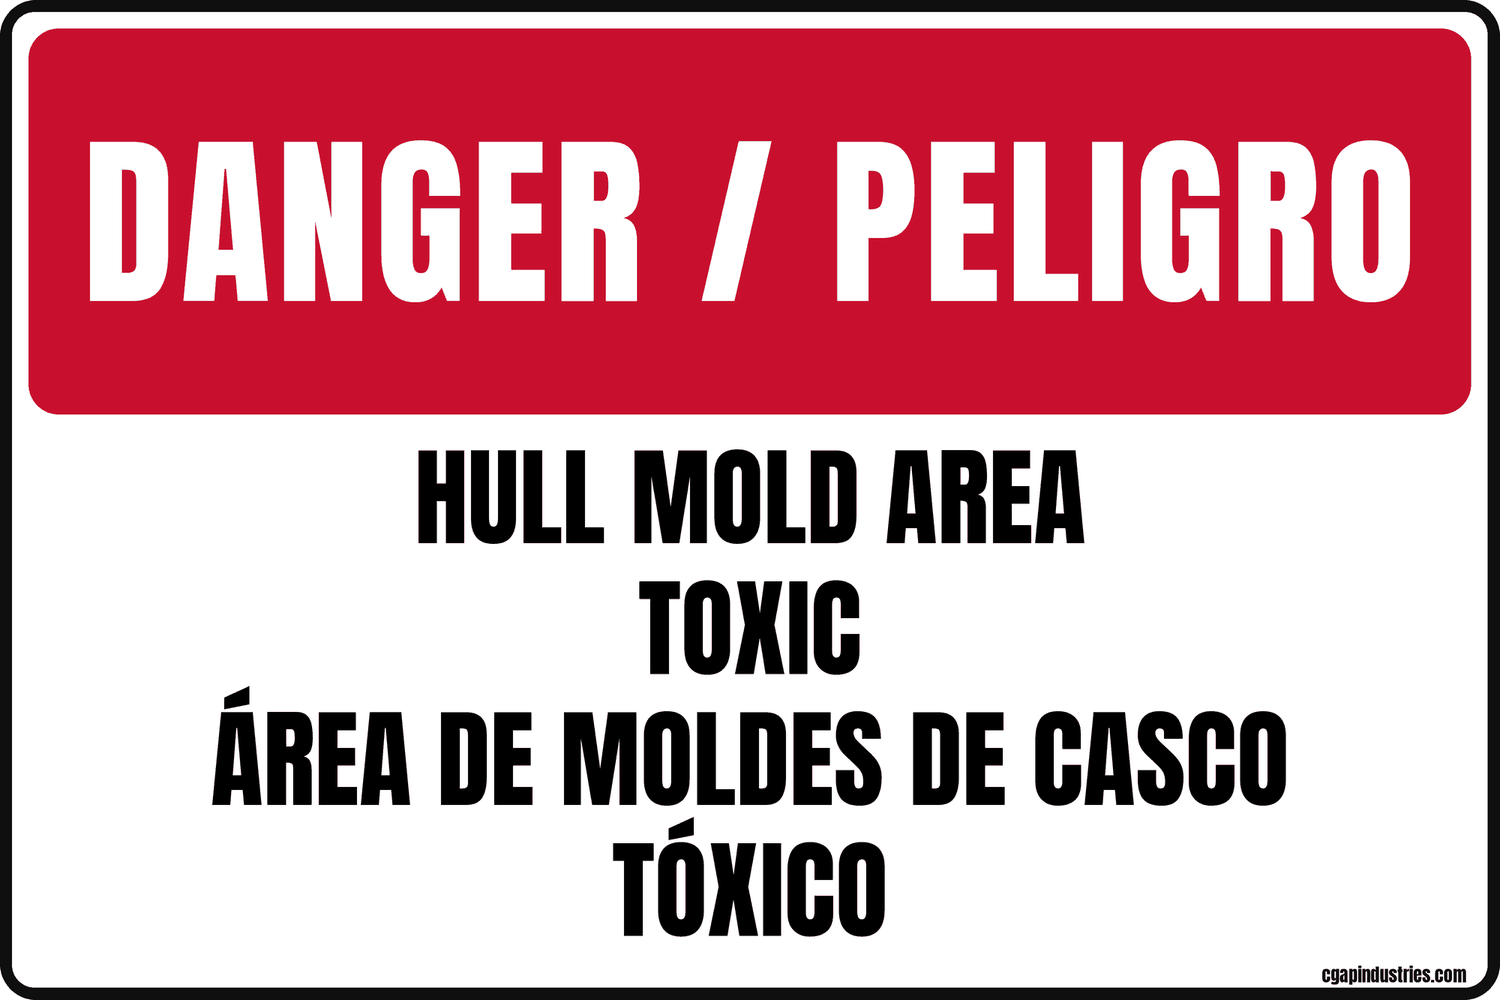 DANGER / PELIGRO
HULL MOLD AREA
TOXIC
ÁREA DE MOLDES DE CASCO
TÓXICO
cgapindustries.com